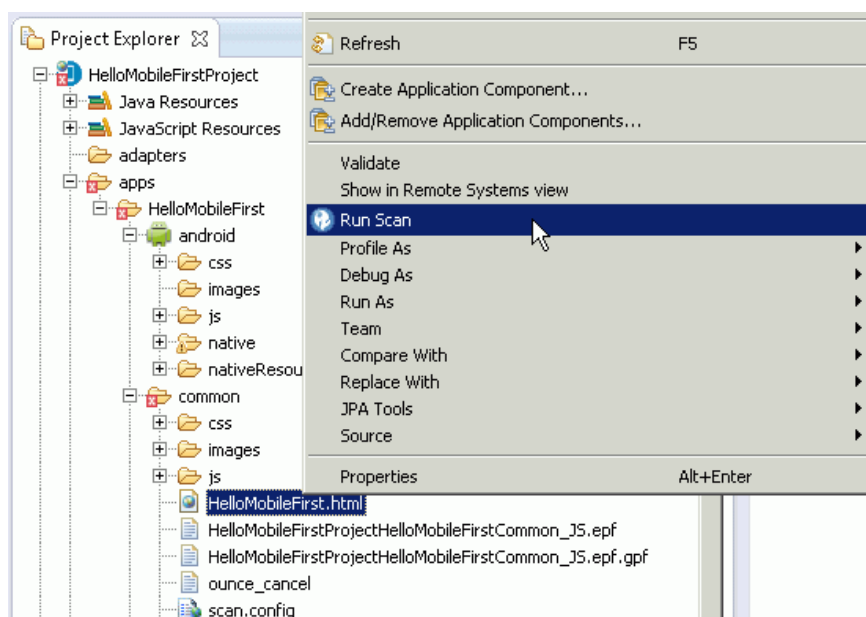 Project Explorer
HelloMobileFirstProject
Java Resources
JavaScript Resources
adapters
apps
HelloMobileFirst
android
css
images
js
native
nativeResou
common
css
images
js
HelloMobileFirst.html
HelloMobileFirstProjectHelloMobileFirstCommon_JS.epf
HelloMobileFirstProjectHelloMobileFirstCommon_JS.epf.gpf
ounce_cancel
scan.config
Refresh F5
Create Application Component...
Add/Remove Application Components...
Validate
Show in Remote Systems view
Run Scan
Profile As
Debug As
Run As
Team
Compare With
Replace With
JPA Tools
Source
Properties Alt+Enter